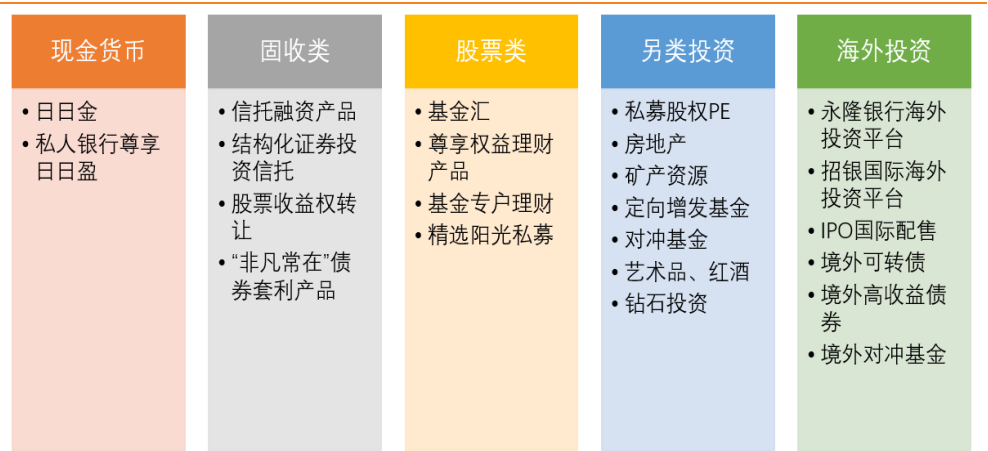 现金货币
• 日日金
• 私人银行尊享
日日盈
固收类
• 信托融资产品
• 结构化证券投
资信托
• 股票收益权转
让
• “非凡常在”债
券套利产品
股票类
• 基金汇
• 尊享权益理财
产品
• 基金专户理财
• 精选阳光私募
另类投资
• 私募股权PE
• 房地产
• 矿产资源
• 定向增发基金
• 对冲基金
• 艺术品、红酒
• 钻石投资
海外投资
• 永隆银行海外
投资平台
• 招银国际海外
投资平台
• IPO国际配售
• 境外可转债
• 境外高收益债
券
• 境外对冲基金